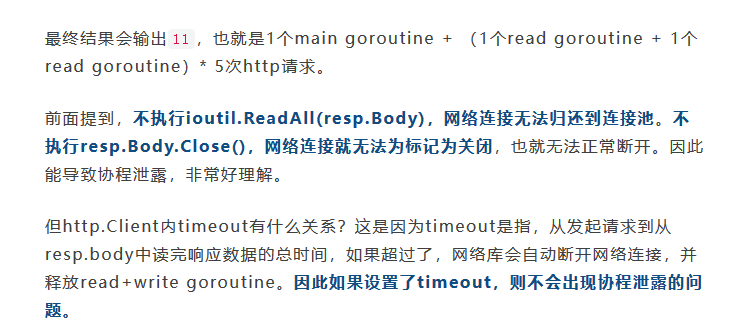 最终结果会输出11，也就是1个main goroutine + （1个read goroutine + 1个
read goroutine）* 5次http请求。
前面提到，不执行ioutil.ReadAll(resp.Body)，网络连接无法归还到连接池。不
执行resp.Body.Close()，网络连接就无法为标记为关闭，也就无法正常断开。因此
能导致协程泄露，非常好理解。
但http.Client内timeout有什么关系？这是因为timeout是指，从发起请求到从
resp.body中读完响应数据的总时间，如果超过了，网络库会自动断开网络连接，并
释放read+write goroutine。因此如果设置了timeout，则不会出现协程泄露的问
题。